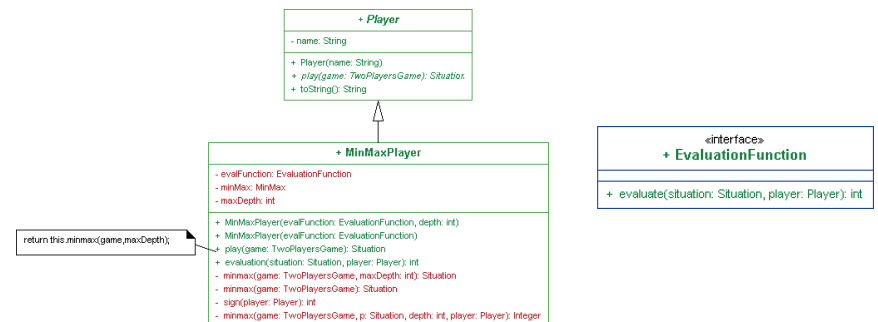 + Player
- name: String
+ Player(name: String)
+ play(game: TwoPlayersGame): Situation
+ toString(): String
+ MinMaxPlayer
- evalFunction: EvaluationFunction
- minMax: MinMax
- maxDepth: int
+ MinMaxPlayer(evalFunction: EvaluationFunction, depth: int)
+ MinMaxPlayer(evalFunction: EvaluationFunction)
+ play(game: TwoPlayersGame): Situation
+ evaluation(situation: Situation, player: Player): int
- minmax(game: TwoPlayersGame, maxDepth: int): Situation
- minmax(game: TwoPlayersGame): Situation
- sign(player: Player): int
- minmax(game: TwoPlayersGame, p: Situation, depth: int, player: Player): Integer
return this.minmax(game,maxDepth);
«interface»
+ EvaluationFunction
+ evaluate(situation: Situation, player: Player): int